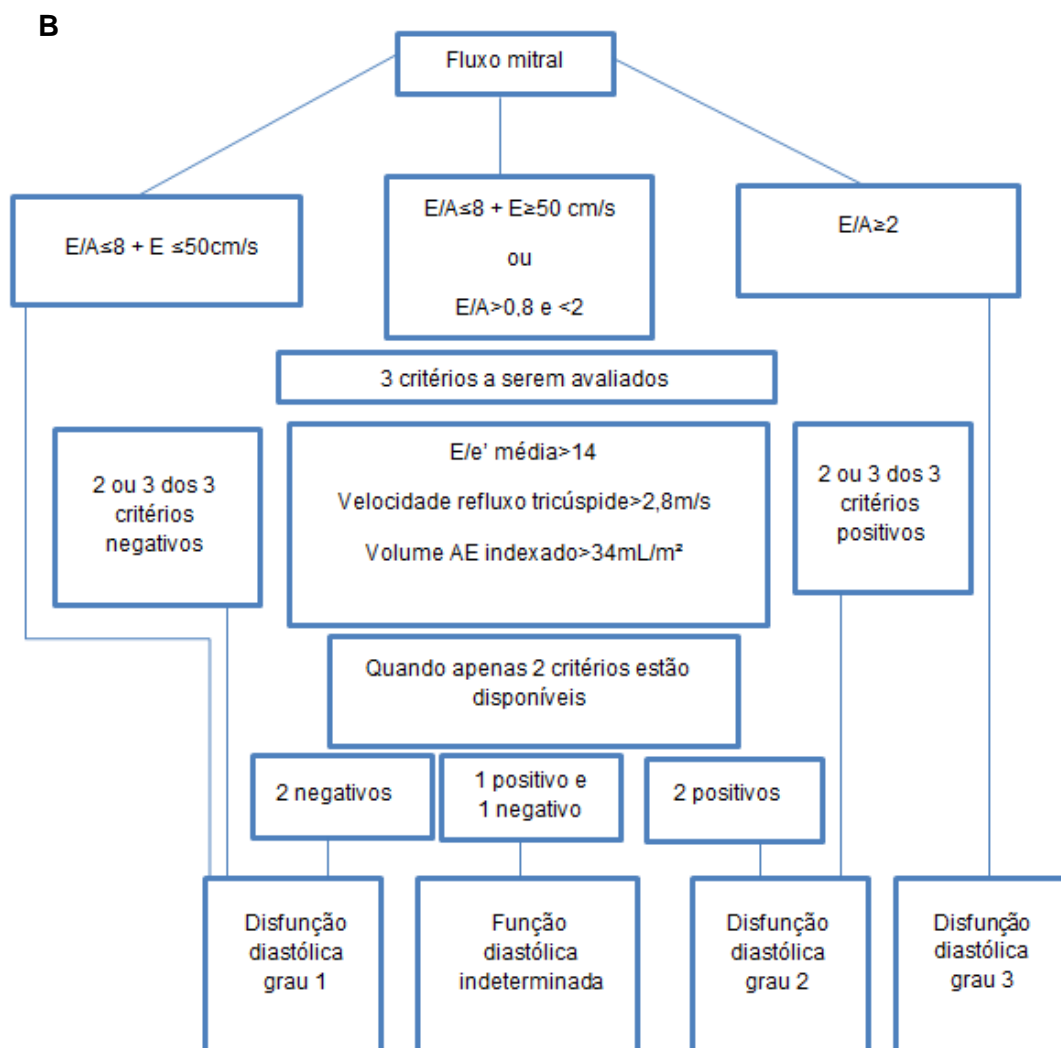 B
Fluxo mitral
E/A≤8 + E ≤50cm/s
E/A≤8 + E≥50 cm/s
ou
E/A>0,8 e <2
E/A≥2
3 critérios a serem avaliados
2 ou 3 dos 3
critérios
negativos
E/e' média>14
Velocidade refluxo tricúspide>2,8m/s
Volume AE indexado>34mL/m²
2 ou 3 dos 3
critérios
positivos
Quando apenas 2 critérios estão
disponíveis
2 negativos
1 positivo e
1 negativo
2 positivos
Disfunção
diastólica
grau 1
Função
diastólica
indeterminada
Disfunção
diastólica
grau 2
Disfunção
diastólica
grau 3